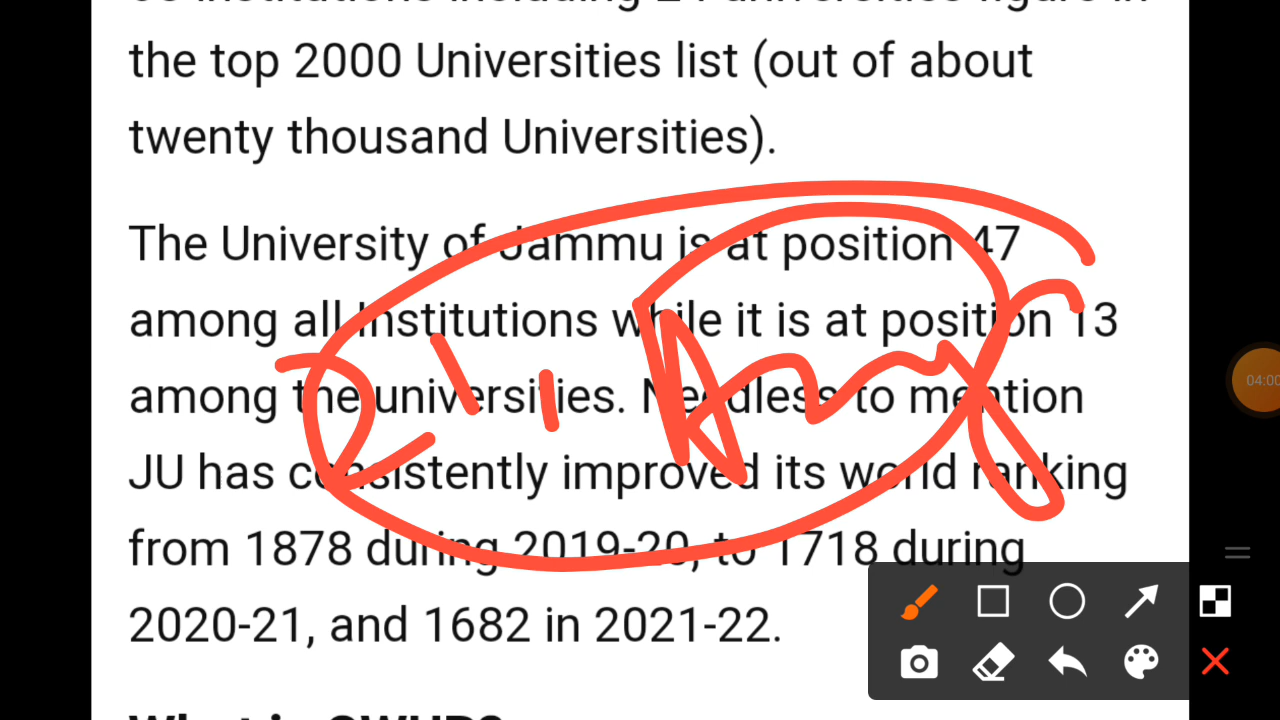 the top 2000 Universities list (out of about
twenty thousand Universities).
The University of Jammu is at position 47
among all Institutions while it is at position 13
among the universities. Needless to mention
JU has consistently improved its world ranking
from 1878 during 2019-20, to 1718 during
2020-21, and 1682 in 2021-22.
04:00